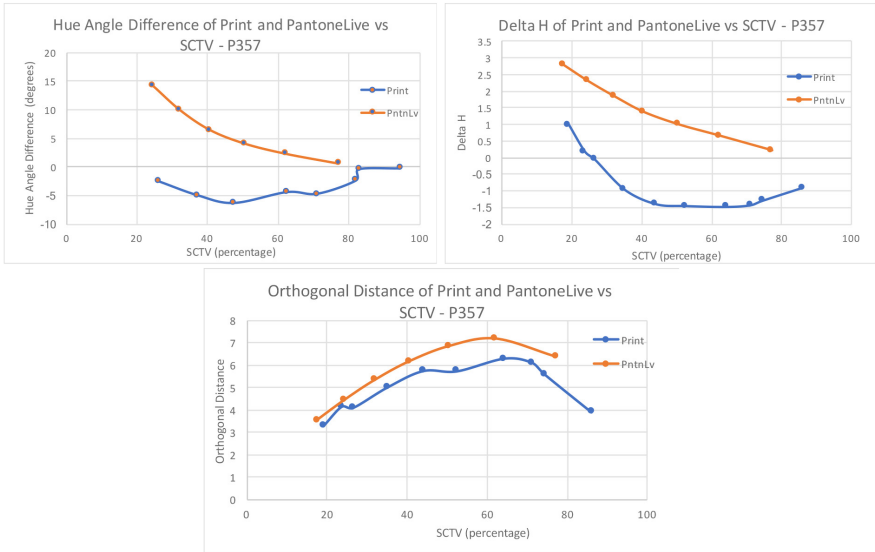 Hue Angle Difference of Print and PantoneLive vs
SCTV - P357
Hue Angle Difference (degrees)
20
15
10
5
0
-5
-10
0
20
40
60
80
100
SCTV (percentage)
Print
PntnLv
Delta H of Print and PantoneLive vs SCTV - P357
Delta H
3.5
3
2.5
2
1.5
1
0.5
0
-0.5
-1
-1.5
-2
0
20
40
60
80
100
SCTV (percentage)
Print
PntnLv
Orthogonal Distance of Print and PantoneLive vs
SCTV - P357
Orthogonal Distance
8
7
6
5
4
3
2
1
0
0
20
40
60
80
100
SCTV (percentage)
Print
PntnLv